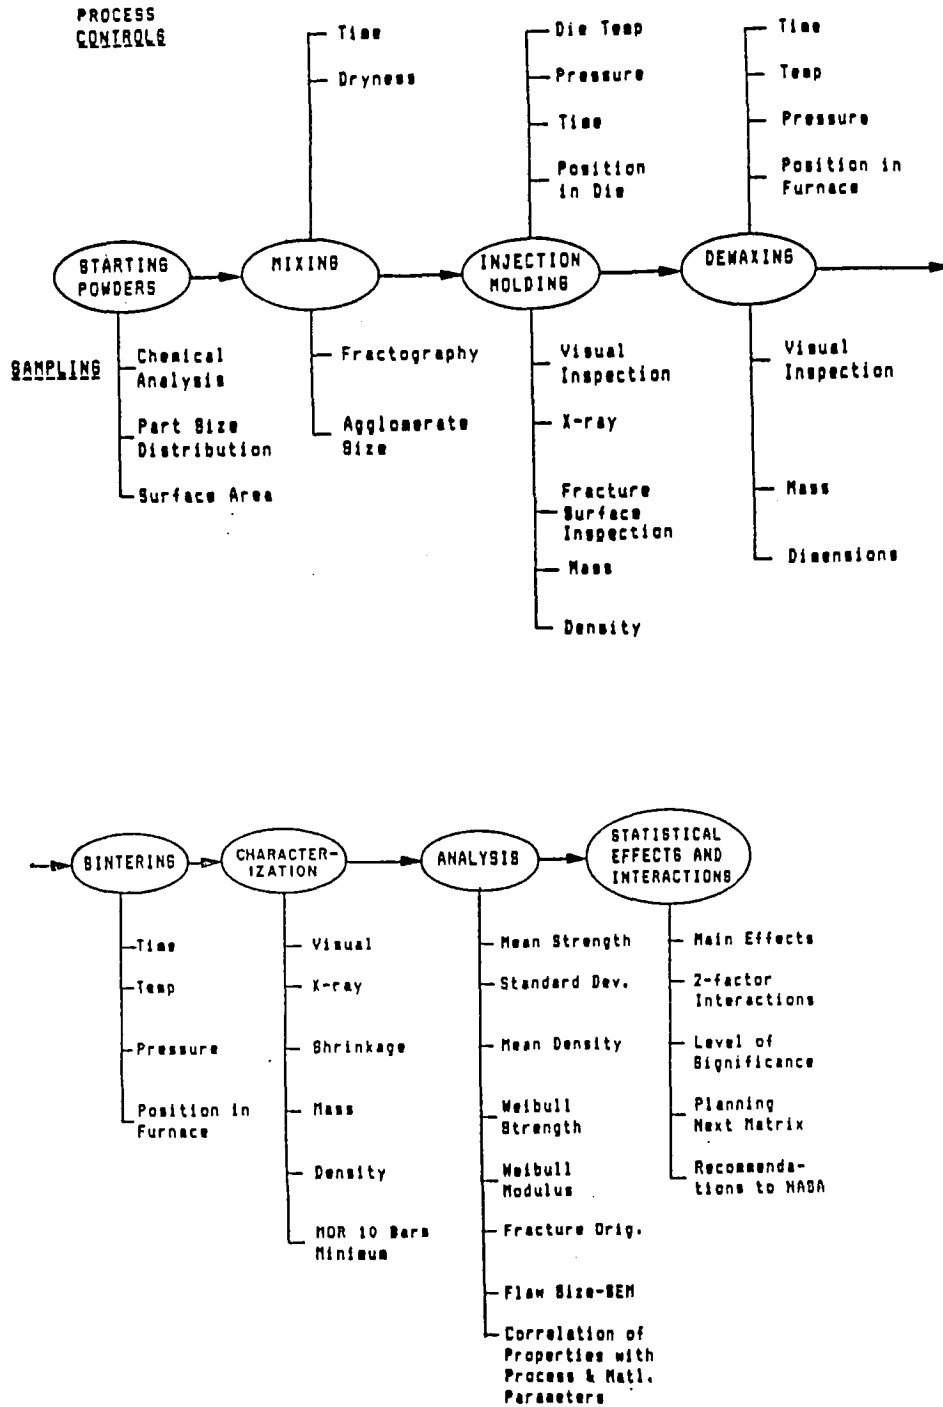 PROCESS
CONTROLS
Time
Dryness
Die Temp
Pressure
Time
Position
in Die
Time
Temp
Pressure
Position in
Furnace
STARTING
POWDERS
MIXING
INJECTION
MOLDING
DEWAXING
SAMPLING
Chemical
Analysis
Part Size
Distribution
Surface Area
Fractography
Agglomerate
Size
Visual
Inspection
X-ray
Fracture
Surface
Inspection
Mass
Density
Visual
Inspection
Mass
Dimensions
SINTERING
CHARACTER-
IZATION
ANALYSIS
STATISTICAL
EFFECTS AND
INTERACTIONS
Time
Temp
Pressure
Position in
Furnace
Visual
X-ray
Shrinkage
Mass
Density
MOR 10 Bars
Minimum
Mean Strength
Standard Dev.
Mean Density
Weibull
Strength
Weibull
Modulus
Fracture Orig.
Flaw Size-SEM
Correlation of
Properties with
Process & Matl.
Parameters
Main Effects
2-factor
Interactions
Level of
Significance
Planning
Next Matrix
Recommenda-
tions to NASA